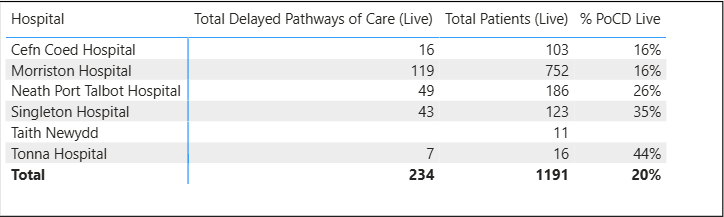 Hospital Total Delayed Pathways of Care (Live) Total Patients (Live) % PoCD Live
Cefn Coed Hospital 16 103 16%
Morriston Hospital 119 752 16%
Neath Port Talbot Hospital 49 186 26%
Singleton Hospital 43 123 35%
Taith Newydd 11
Tonna Hospital 7 16 44%
Total 234 1191 20%